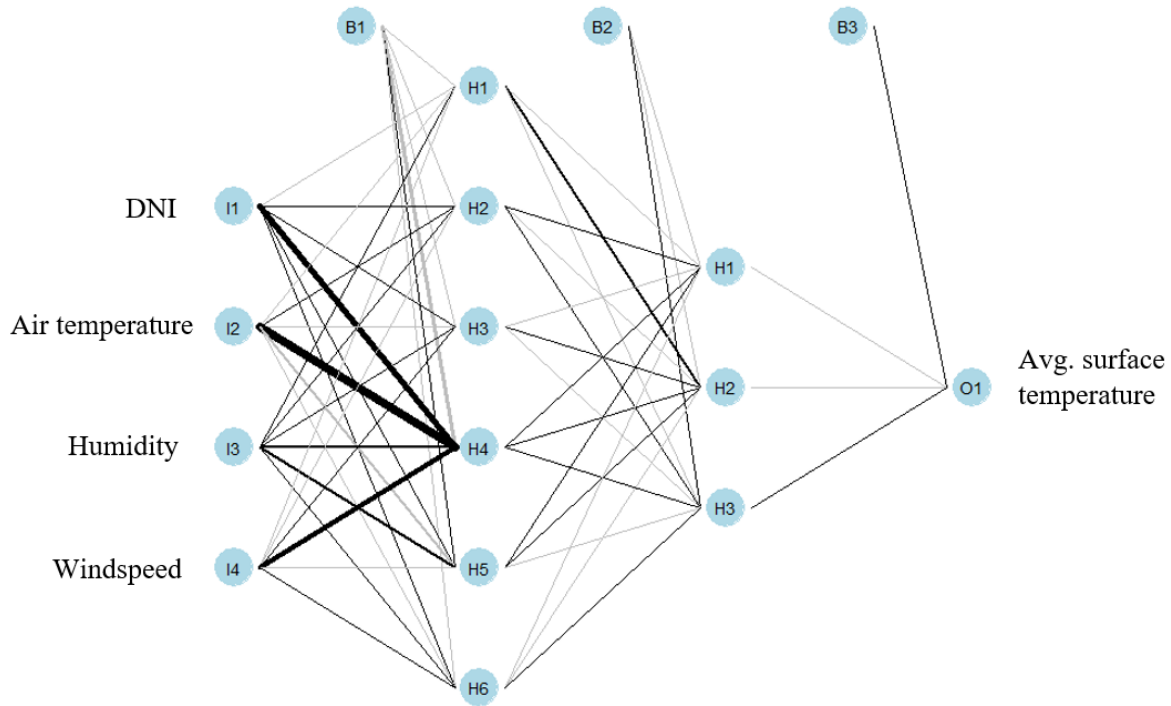 B1
B2
B3
H1
DNI
I1
H2
H1
Air temperature
I2
H3
H2
O1
Avg. surface
temperature
Humidity
I3
H4
H3
Windspeed
I4
H5
H6